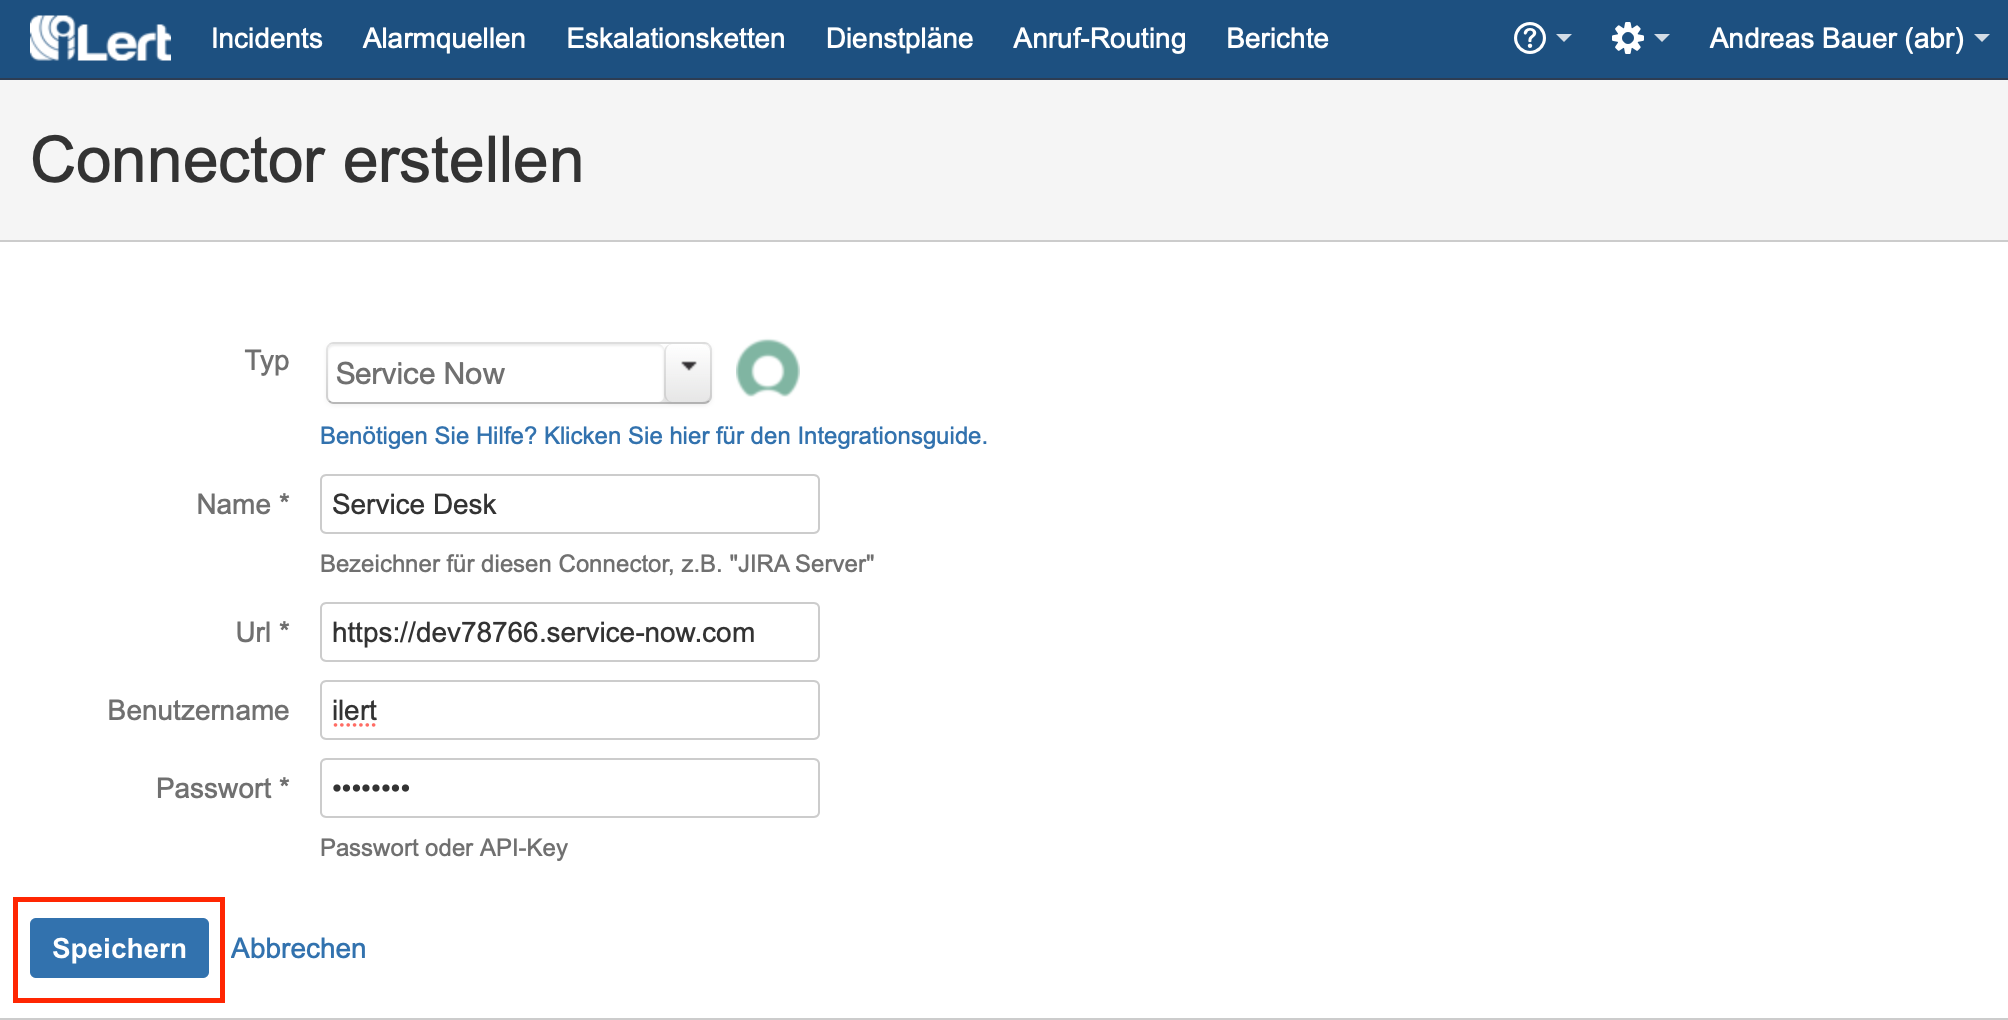 iLert Incidents Alarmquellen Eskalationsketten Dienstpläne Anruf-Routing Berichte ? Andreas Bauer (abr)
Connector erstellen
Typ Service Now
Benötigen Sie Hilfe? Klicken Sie hier für den Integrationsguide.
Name * Service Desk
Bezeichner für diesen Connector, z.B. "JIRA Server"
Url * https://dev78766.service-now.com
Benutzername ilert
Passwort * ••••••••
Passwort oder API-Key
Speichern Abbrechen